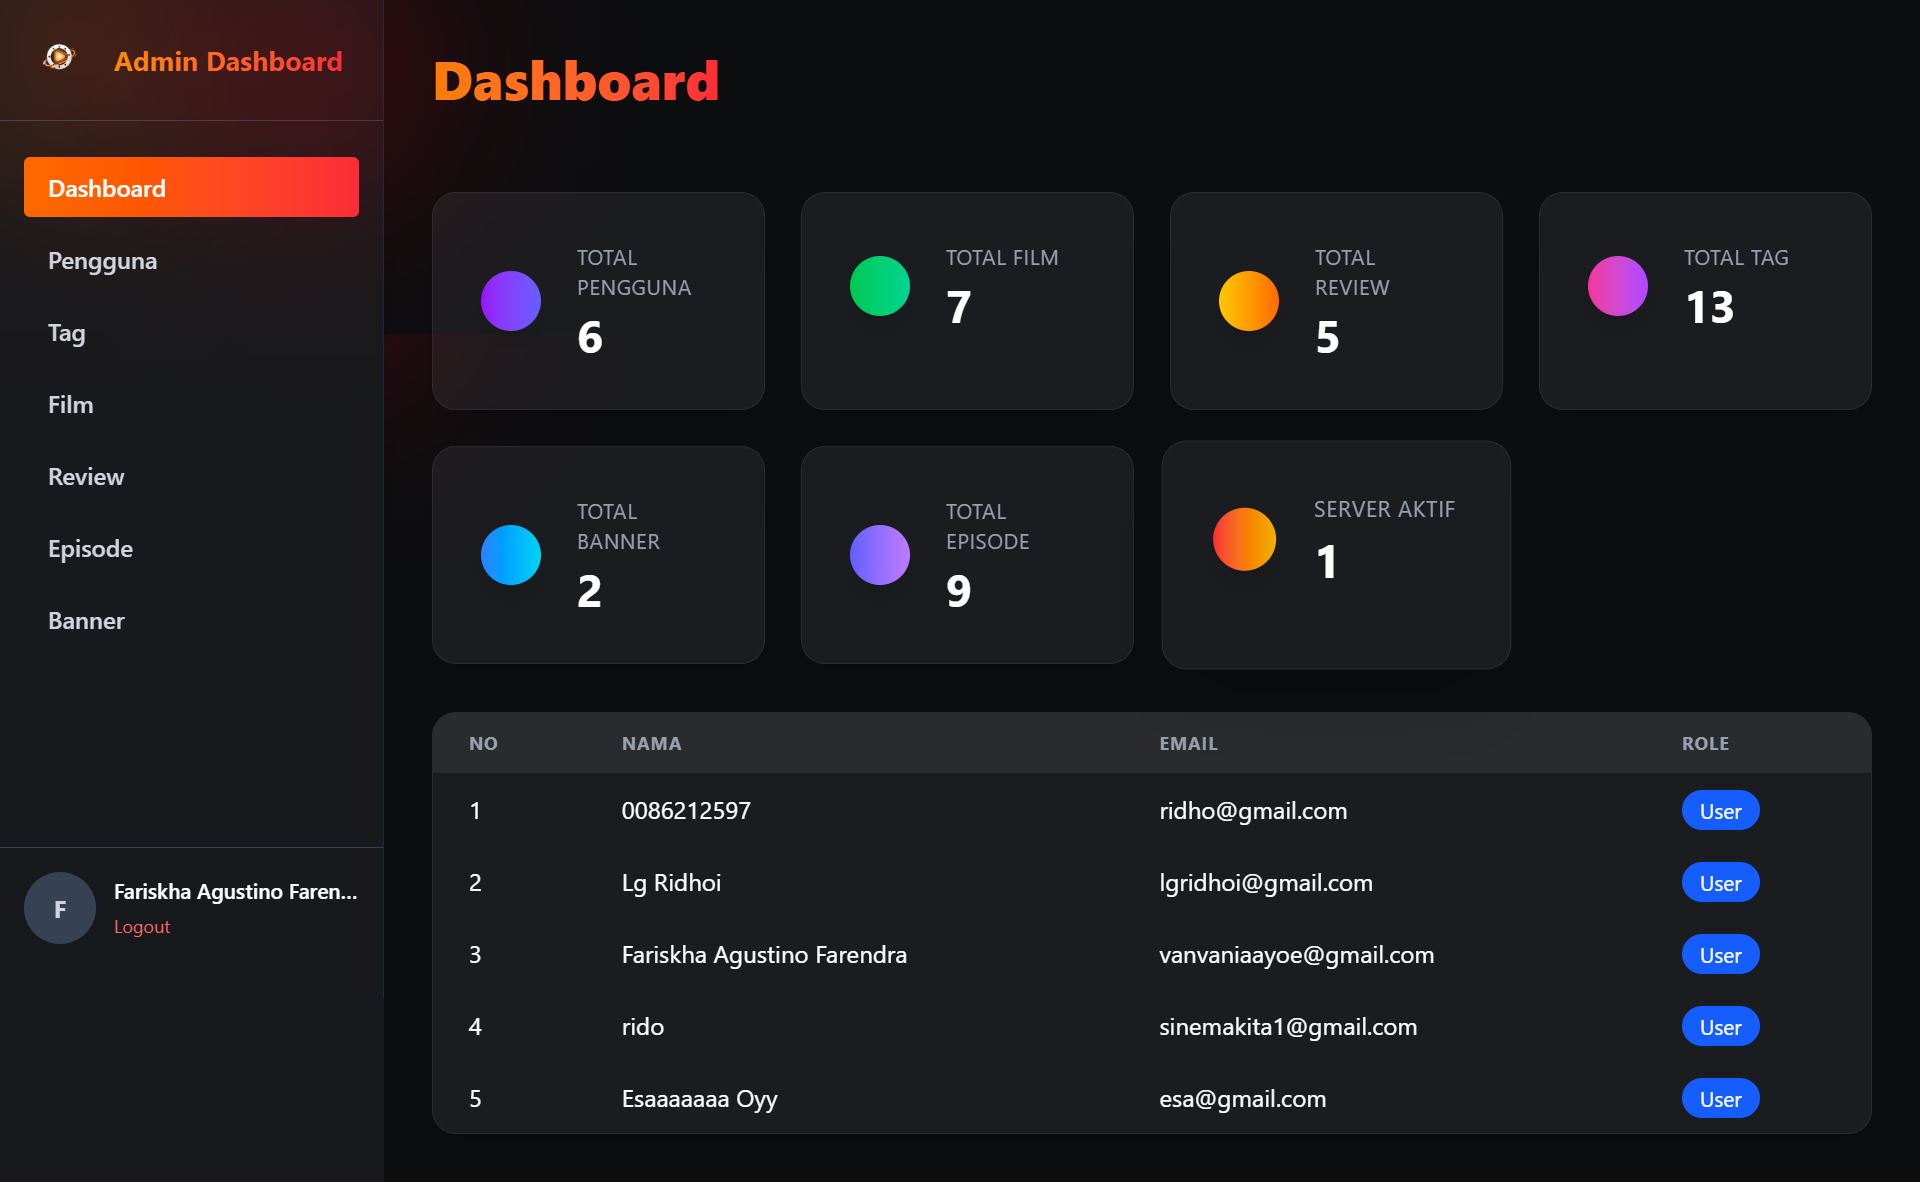 Admin Dashboard
Dashboard
Pengguna
Tag
Film
Review
Episode
Banner
F
Fariskha Agustino Faren...
Logout
Dashboard
TOTAL
PENGGUNA
6
TOTAL FILM
7
TOTAL
REVIEW
5
TOTAL TAG
13
TOTAL
BANNER
2
TOTAL
EPISODE
9
SERVER AKTIF
1
NO NAMA EMAIL ROLE
1 0086212597 ridho@gmail.com User
2 Lg Ridhoi lgridhoi@gmail.com User
3 Fariskha Agustino Farendra vanvaniaayoe@gmail.com User
4 rido sinemakita1@gmail.com User
5 Esaaaaaaa Oyy esa@gmail.com User